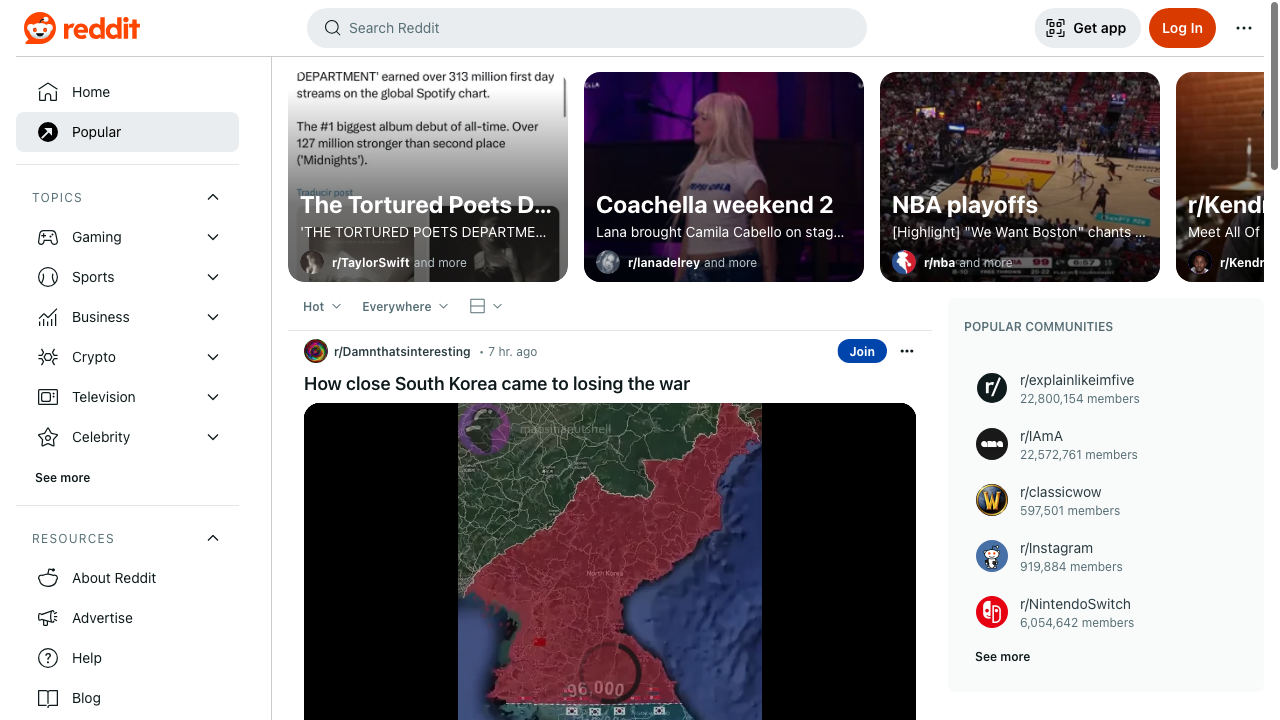 reddit
Search Reddit
Get app
Log In
Home
Popular
TOPICS
Gaming
Sports
Business
Crypto
Television
Celebrity
See more
RESOURCES
About Reddit
Advertise
Help
Blog
DEPARTMENT' earned over 313 million first day
streams on the global Spotify chart.
The #1 biggest album debut of all-time. Over
127 million stronger than second place
('Midnights').
Traducir post
The Tortured Poets D...
'THE TORTURED POETS DEPARTME...
r/TaylorSwift and more
Coachella weekend 2
Lana brought Camila Cabello on stag...
r/lanadelrey and more
NBA playoffs
[Highlight] "We Want Boston" chants ...
r/nba and more
r/Kendr
Meet All Of
r/Kendr
Hot
Everywhere
r/Damnthatsinteresting • 7 hr. ago
Join
How close South Korea came to losing the war
mapsinanutshell
North Korea
96,000
POPULAR COMMUNITIES
r/explainlikeimfive
22,800,154 members
r/IAmA
22,572,761 members
r/classicwow
597,501 members
r/Instagram
919,884 members
r/NintendoSwitch
6,054,642 members
See more